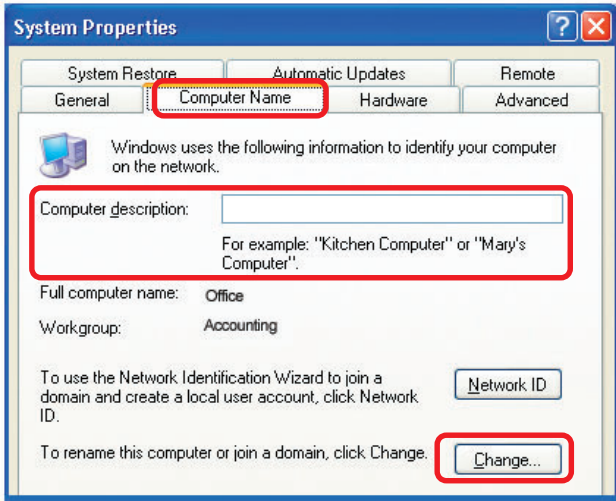 System Properties
System Restore Automatic Updates Remote
General Computer Name Hardware Advanced
Windows uses the following information to identify your computer
on the network.
Computer description:
For example: "Kitchen Computer" or "Mary's
Computer".
Full computer name: Office
Workgroup: Accounting
To use the Network Identification Wizard to join a
domain and create a local user account, click Network
ID.
Network ID
To rename this computer or join a domain, click Change.
Change...